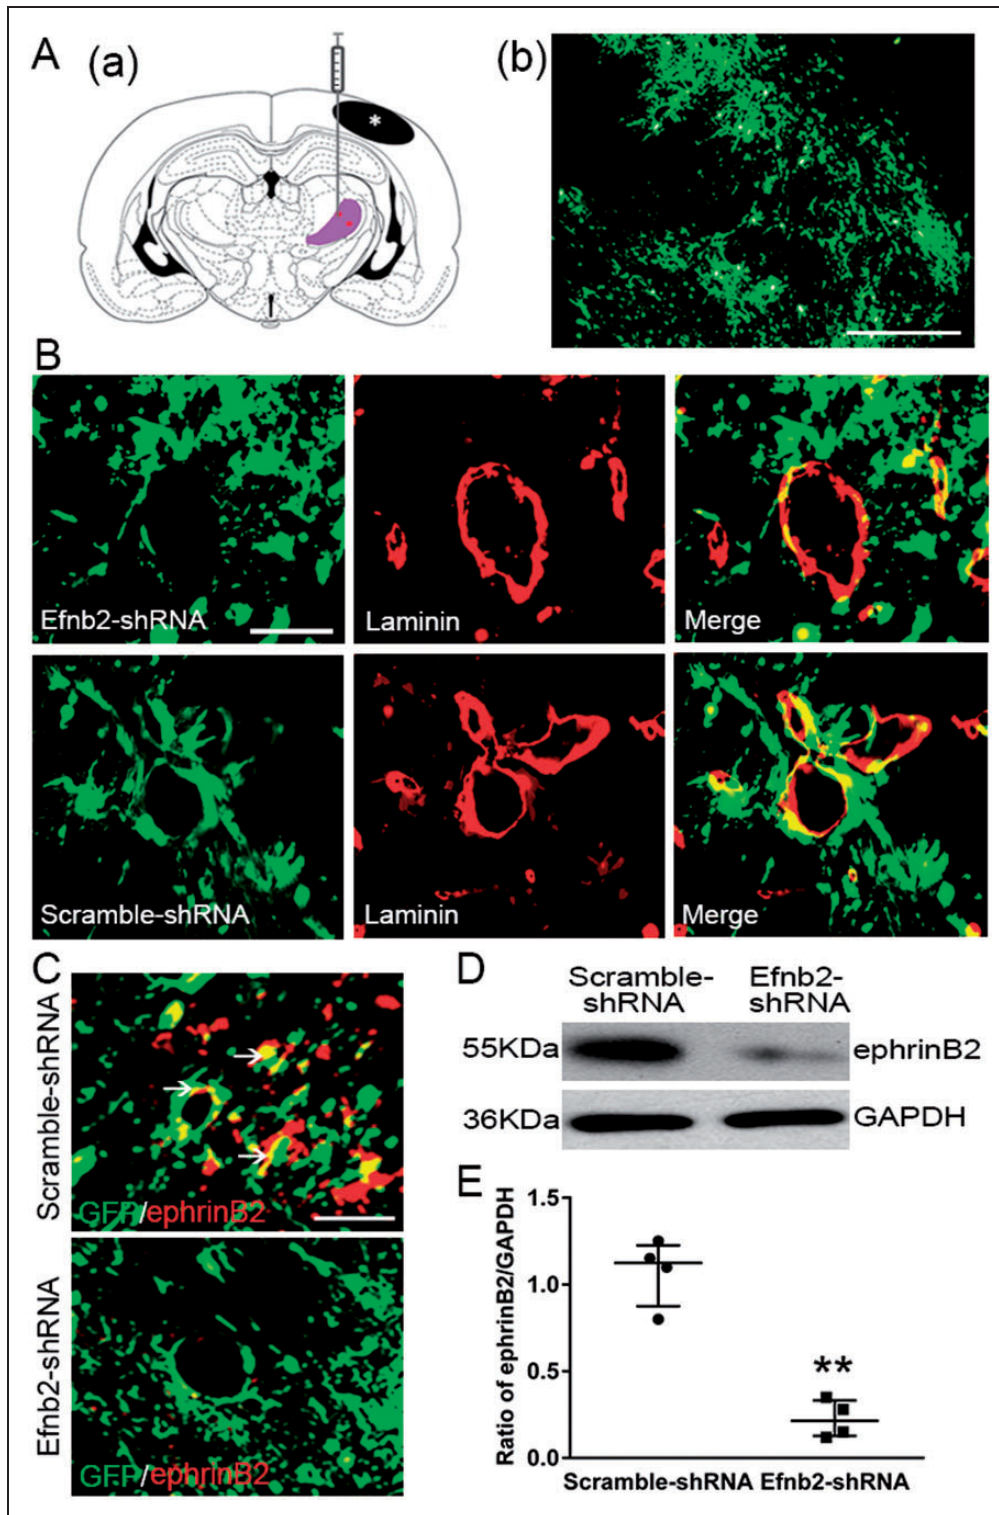 A
(a)
*
(b)
B
Efnb2-shRNA
Laminin
Merge
Scramble-shRNA
Laminin
Merge
C
Scramble-shRNA
GFP/ephrinB2
Efnb2-shRNA
GFP/ephrinB2
D
Scramble-
shRNA
Efnb2-
shRNA
55KDa
ephrinB2
36KDa
GAPDH
E
Ratio of ephrinB2/GAPDH
1.5
1.0
0.5
0.0
**
Scramble-shRNA Efnb2-shRNA